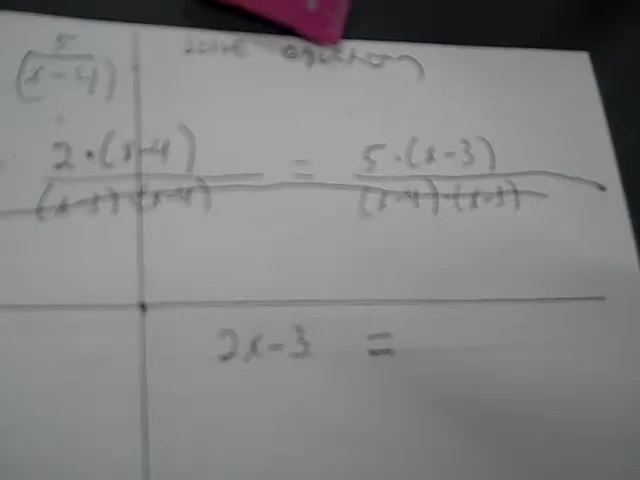 5
(x-4)
solve equation
2·(x-4) = 5·(x-3)
(x-3)·(x-4) (x-4)·(x-3)
2x-3 =